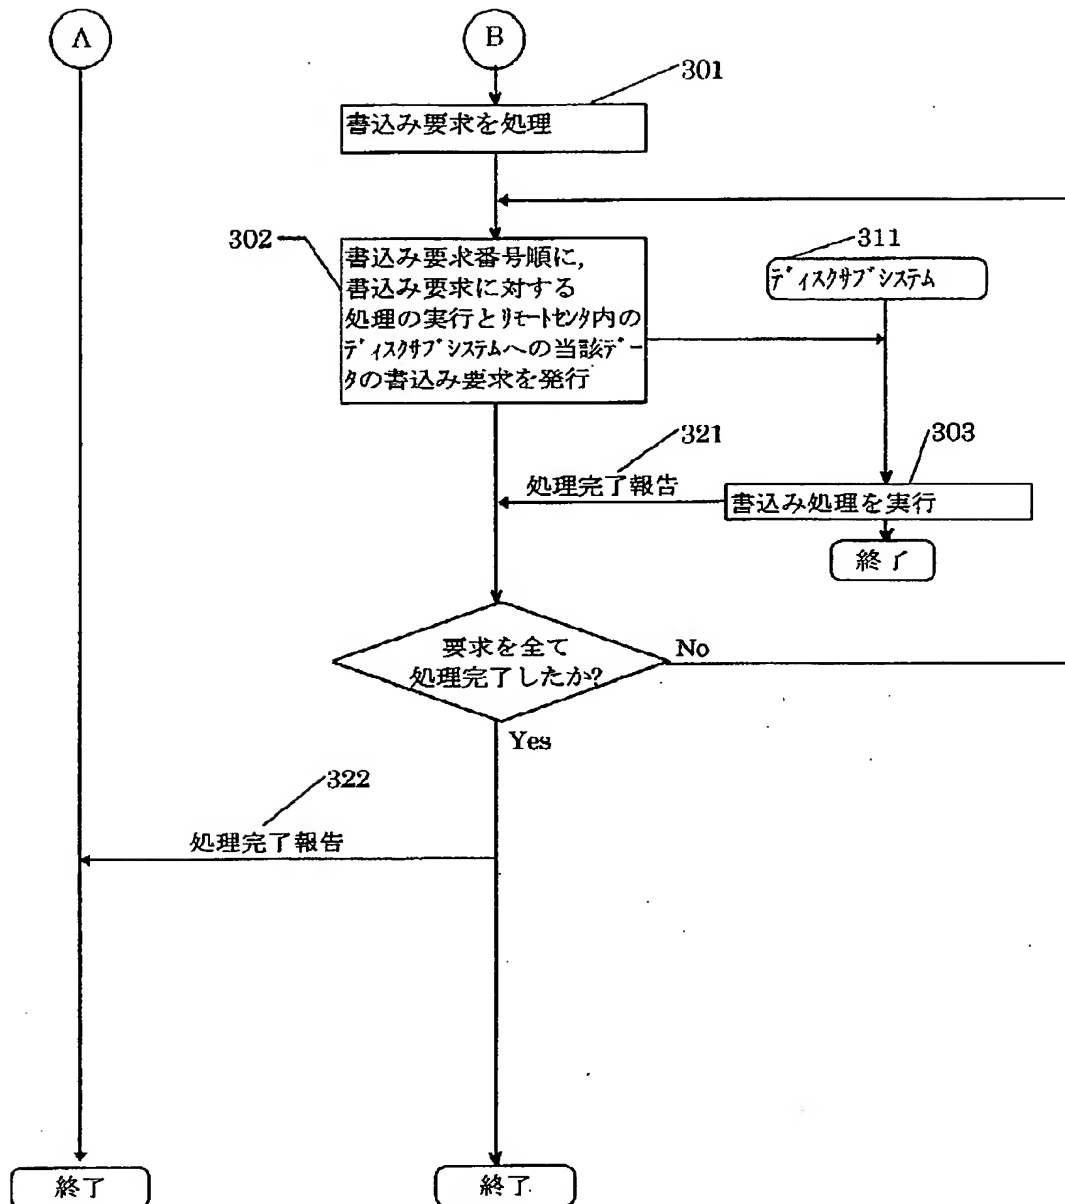 A
B
301
書込み要求を処理
302
書込み要求番号順に,
書込み要求に対する
処理の実行とﾘﾓｰﾄｾﾝﾀ内の
ﾃﾞｨｽｸｻﾌﾞｼｽﾃﾑへの当該ﾃﾞｰ
ﾀの書込み要求を発行
311
ﾃﾞｨｽｸｻﾌﾞｼｽﾃﾑ
321
処理完了報告
303
書込み処理を実行
終了
要求を全て
処理完了したか?
No
Yes
322
処理完了報告
終了
終了